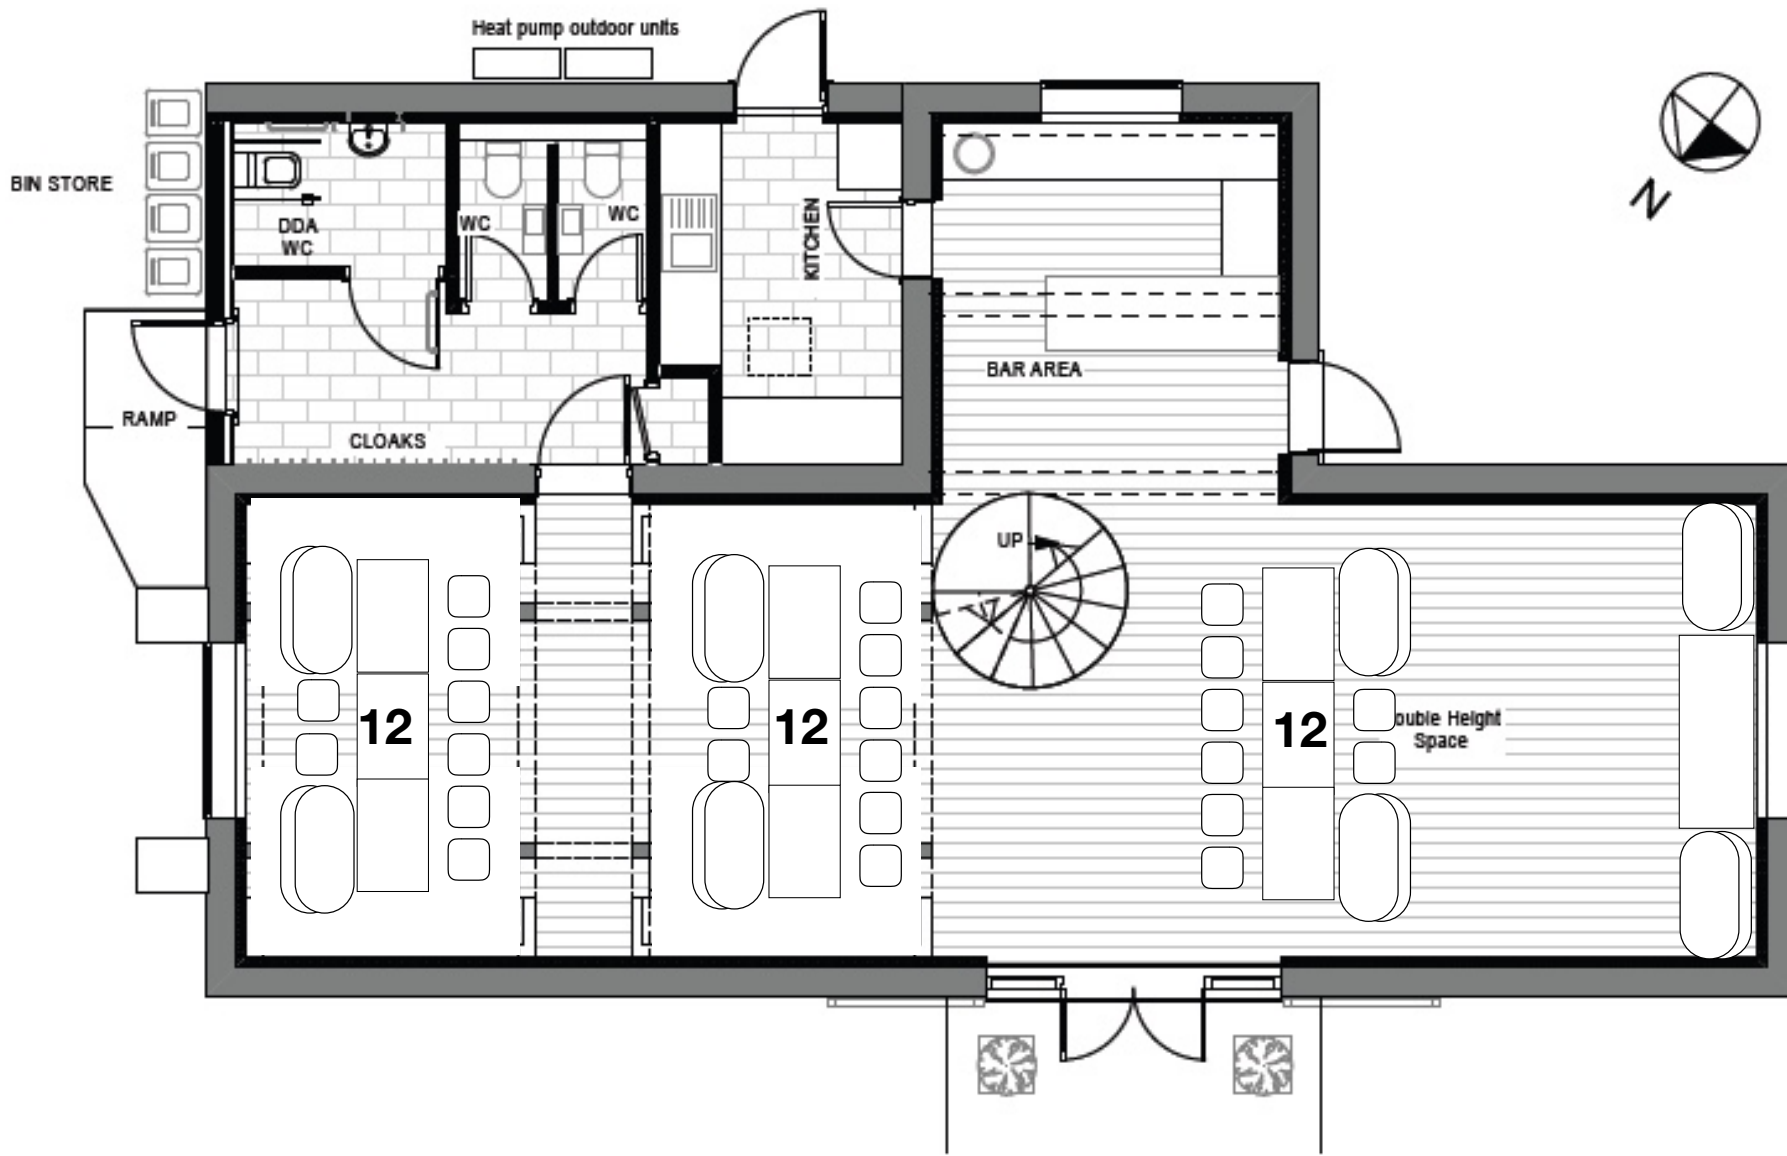 Heat pump outdoor units
BIN STORE
DDA
WC
WC
WC
KITCHEN
N
BAR AREA
RAMP
CLOAKS
UP
12
12
12
ouble Height
Space